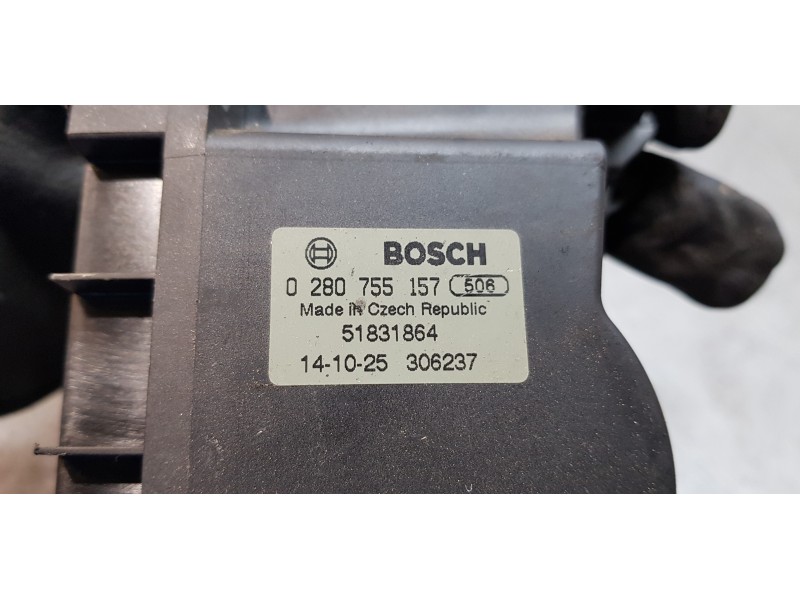 BOSCH
0 280 755 157 506
Made in Czech Republic
51831864
14-10-25 306237